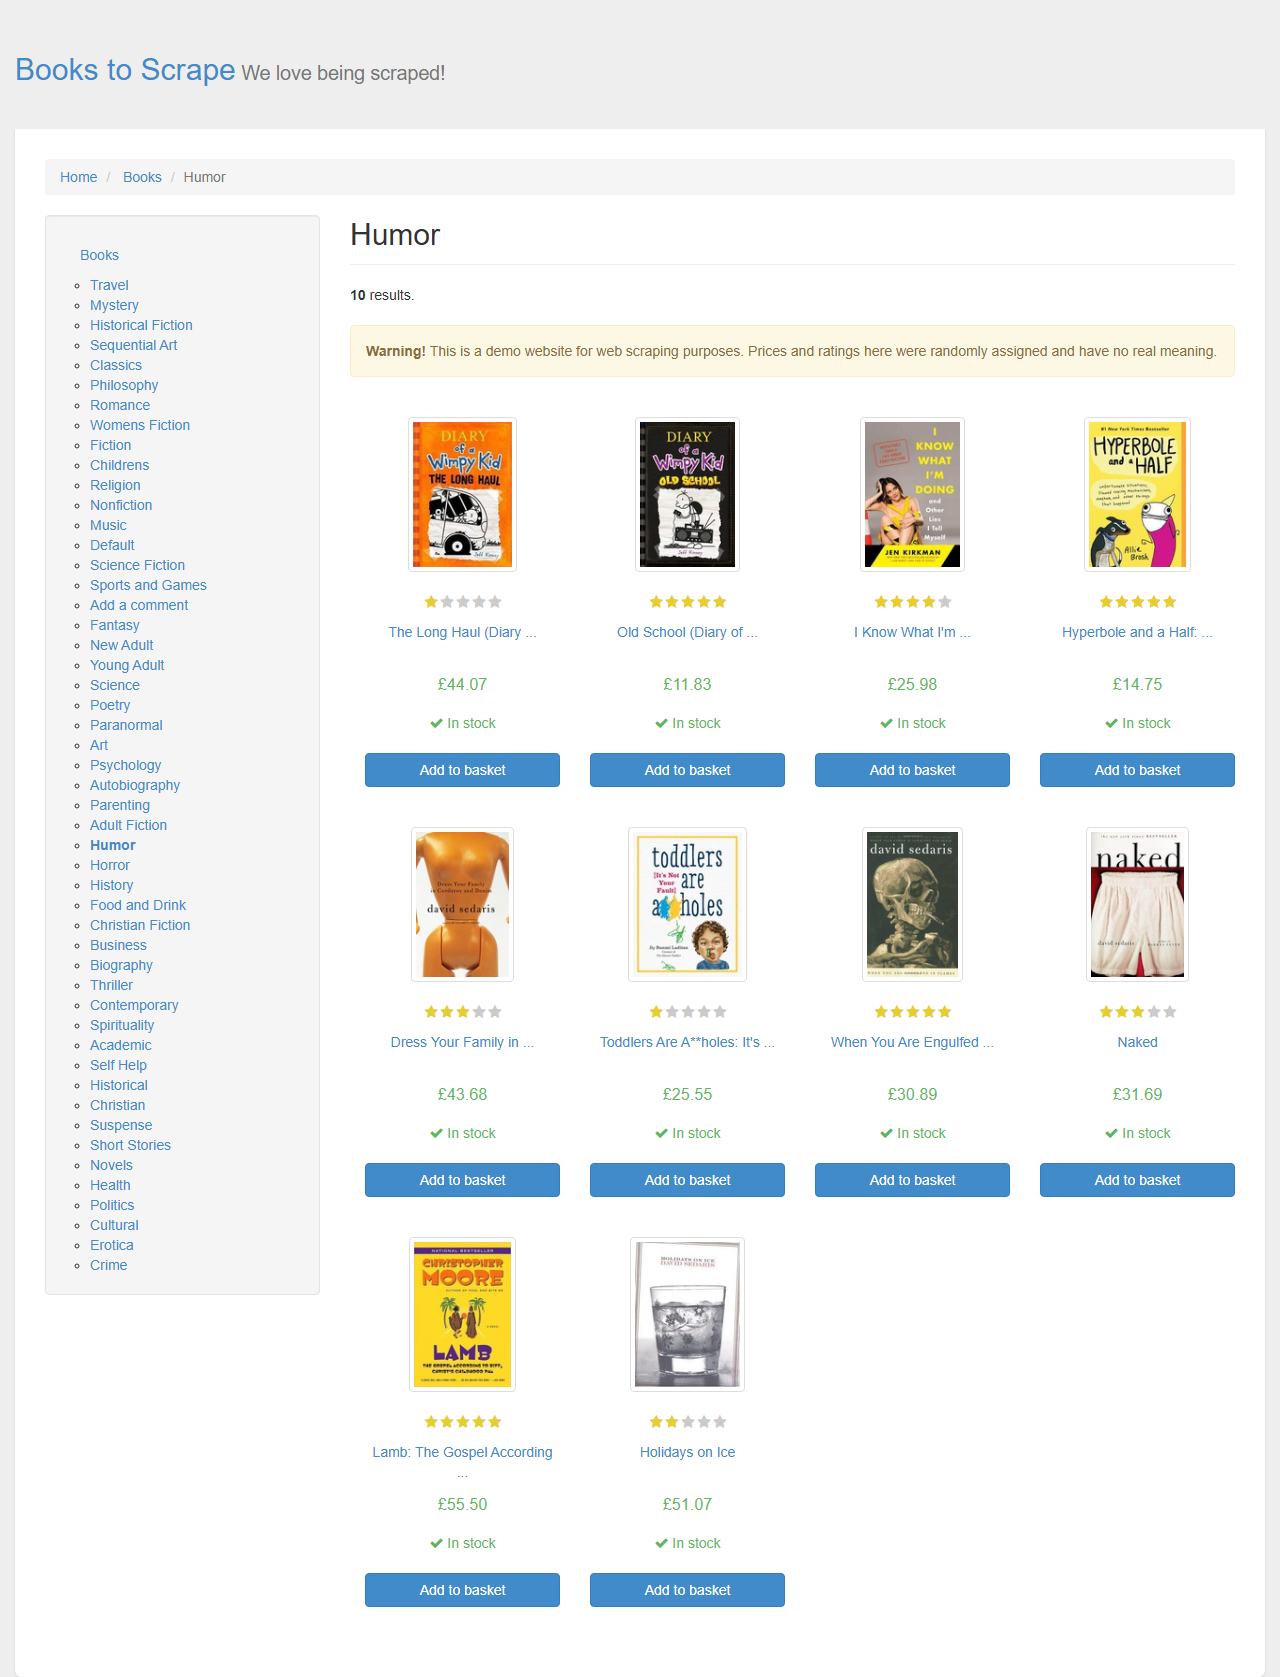 Books to Scrape We love being scraped!
Home / Books / Humor
Books
Travel
Mystery
Historical Fiction
Sequential Art
Classics
Philosophy
Romance
Womens Fiction
Fiction
Childrens
Religion
Nonfiction
Music
Default
Science Fiction
Sports and Games
Add a comment
Fantasy
New Adult
Young Adult
Science
Poetry
Paranormal
Art
Psychology
Autobiography
Parenting
Adult Fiction
Humor
Horror
History
Food and Drink
Christian Fiction
Business
Biography
Thriller
Contemporary
Spirituality
Academic
Self Help
Historical
Christian
Suspense
Short Stories
Novels
Health
Politics
Cultural
Erotica
Crime
Humor
10 results.
Warning! This is a demo website for web scraping purposes. Prices and ratings here were randomly assigned and have no real meaning.
DIARY
of a
Wimpy Kid
THE LONG HAUL
Jeff Kinney
The Long Haul (Diary ...
£44.07
In stock
Add to basket
DIARY
of a
Wimpy Kid
OLD SCHOOL
Jeff Kinney
Old School (Diary of ...
£11.83
In stock
Add to basket
I
KNOW
WHAT
I'M
DOING
and
Other
Lies
I Tell
Myself
JEN KIRKMAN
I Know What I'm ...
£25.98
In stock
Add to basket
#1 New York Times Bestseller
HYPERBOLE
and a HALF
Allie
Brosh
Hyperbole and a Half: ...
£14.75
In stock
Add to basket
Dress Your Family
in Corduroy and Denim
david sedaris
Dress Your Family in ...
£43.68
In stock
Add to basket
toddlers
[It's Not
Your
Fault]
are
a holes
Toddlers Are A**holes: It's ...
£25.55
In stock
Add to basket
david sedaris
WHEN YOU ARE ENGULFED IN FLAMES
When You Are Engulfed ...
£30.89
In stock
Add to basket
naked
david sedaris
Naked
£31.69
In stock
Add to basket
NATIONAL BESTSELLER
CHRISTOPHER
MOORE
LAMB
THE GOSPEL ACCORDING TO BIFF,
CHRIST'S CHILDHOOD PAL
Lamb: The Gospel According
...
£55.50
In stock
Add to basket
HOLIDAYS ON ICE
DAVID SEDARIS
Holidays on Ice
£51.07
In stock
Add to basket